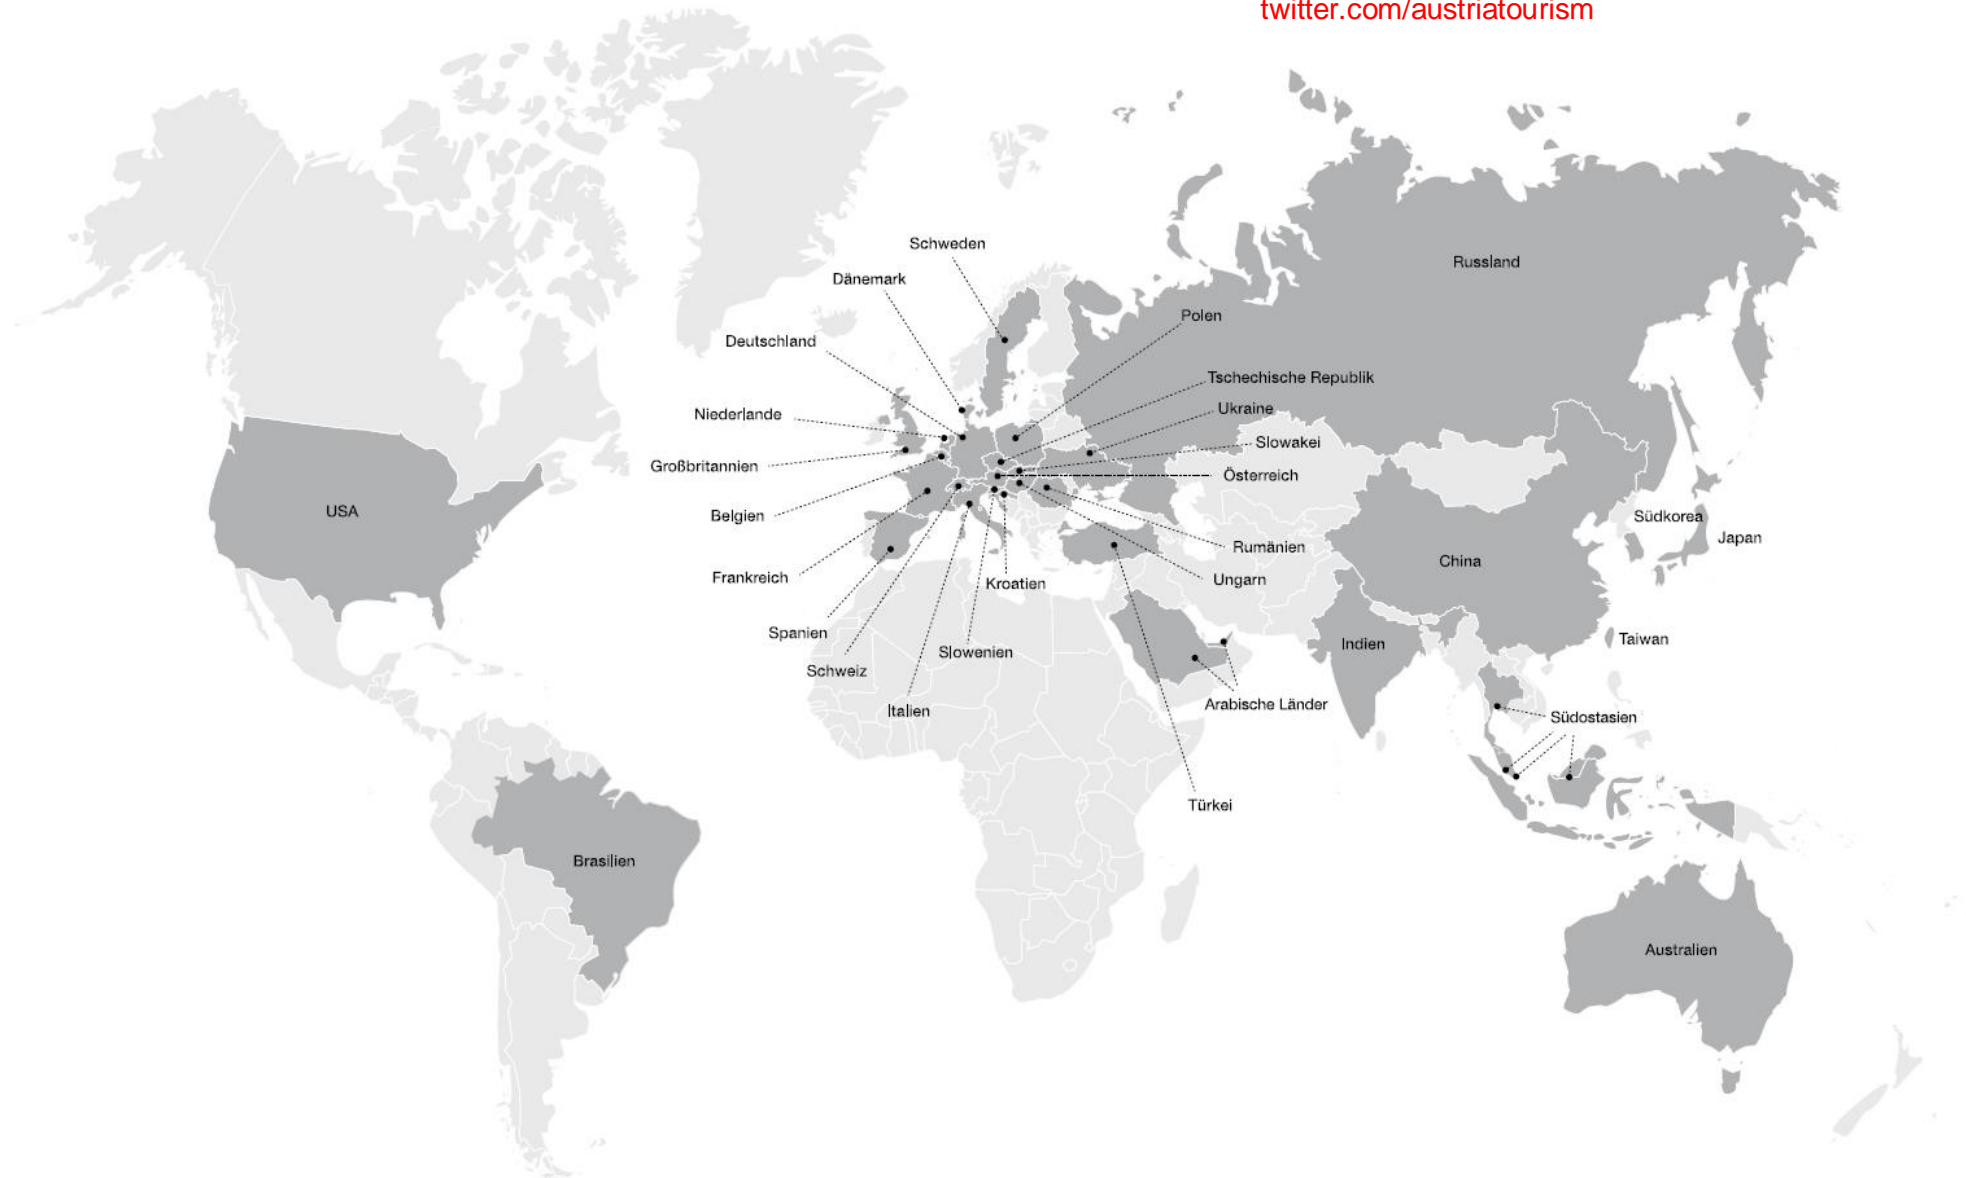 twitter.com/austriatourism
Schweden
Russland
Dänemark
Polen
Deutschland
Tschechische Republik
Ukraine
Niederlande
Slowakei
Großbritannien
Österreich
USA
Belgien
Südkorea
Japan
Rumänien
China
Frankreich
Kroatien
Ungarn
Spanien
Taiwan
Indien
Slowenien
Schweiz
Arabische Länder
Italien
Südostasien
Türkei
Brasilien
Australien